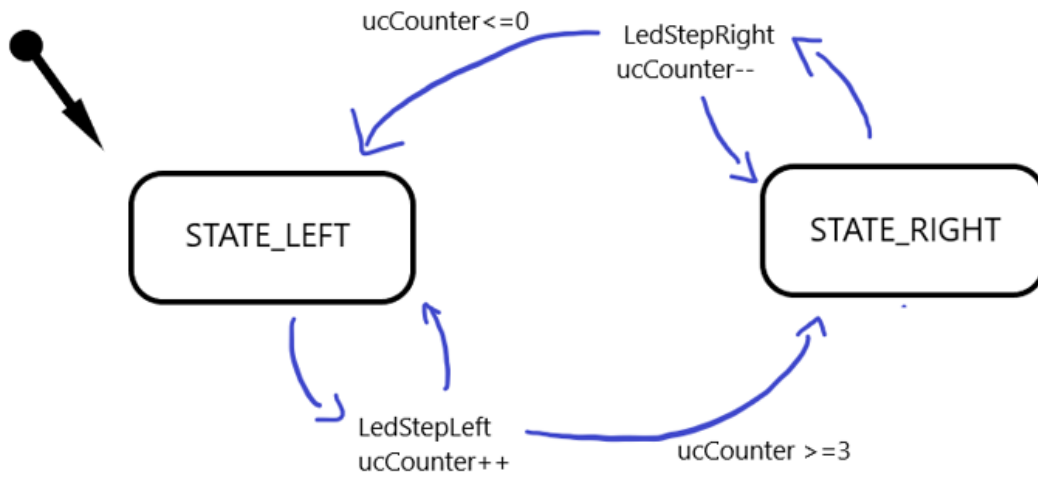 ucCounter<=0
LedStepRight
ucCounter--
STATE_LEFT
STATE_RIGHT
LedStepLeft
ucCounter++
ucCounter >=3